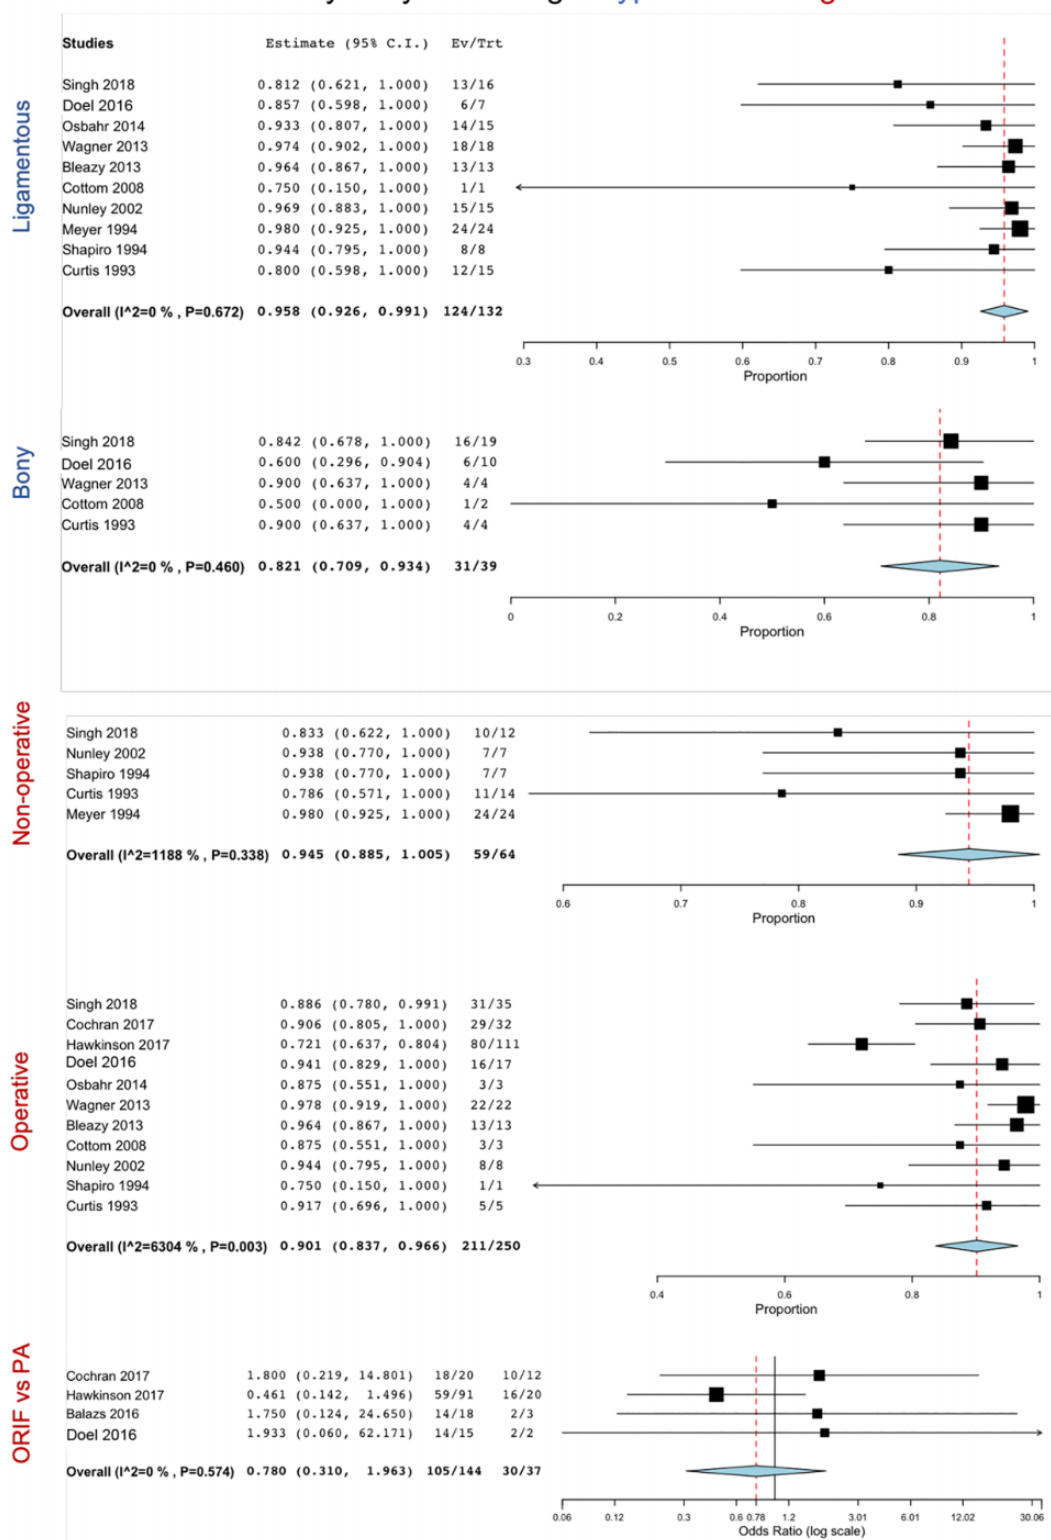 Studies Estimate (95% C.I.) Ev/Trt
Ligamentous
Singh 2018 0.812 (0.621, 1.000) 13/16
Doel 2016 0.857 (0.598, 1.000) 6/7
Osbahr 2014 0.933 (0.807, 1.000) 14/15
Wagner 2013 0.974 (0.902, 1.000) 18/18
Bleazy 2013 0.964 (0.867, 1.000) 13/13
Cottom 2008 0.750 (0.150, 1.000) 1/1
Nunley 2002 0.969 (0.883, 1.000) 15/15
Meyer 1994 0.980 (0.925, 1.000) 24/24
Shapiro 1994 0.944 (0.795, 1.000) 8/8
Curtis 1993 0.800 (0.598, 1.000) 12/15
Overall (I^2=0 % , P=0.672) 0.958 (0.926, 0.991) 124/132
0.3 0.4 0.5 0.6 0.7 0.8 0.9 1
Proportion
Bony
Singh 2018 0.842 (0.678, 1.000) 16/19
Doel 2016 0.600 (0.296, 0.904) 6/10
Wagner 2013 0.900 (0.637, 1.000) 4/4
Cottom 2008 0.500 (0.000, 1.000) 1/2
Curtis 1993 0.900 (0.637, 1.000) 4/4
Overall (I^2=0 % , P=0.460) 0.821 (0.709, 0.934) 31/39
0 0.2 0.4 0.6 0.8 1
Proportion
Non-operative
Singh 2018 0.833 (0.622, 1.000) 10/12
Nunley 2002 0.938 (0.770, 1.000) 7/7
Shapiro 1994 0.938 (0.770, 1.000) 7/7
Curtis 1993 0.786 (0.571, 1.000) 11/14
Meyer 1994 0.980 (0.925, 1.000) 24/24
Overall (I^2=1188 % , P=0.338) 0.945 (0.885, 1.005) 59/64
0.6 0.7 0.8 0.9 1
Proportion
Operative
Singh 2018 0.886 (0.780, 0.991) 31/35
Cochran 2017 0.906 (0.805, 1.000) 29/32
Hawkinson 2017 0.721 (0.637, 0.804) 80/111
Doel 2016 0.941 (0.829, 1.000) 16/17
Osbahr 2014 0.875 (0.551, 1.000) 3/3
Wagner 2013 0.978 (0.919, 1.000) 22/22
Bleazy 2013 0.964 (0.867, 1.000) 13/13
Cottom 2008 0.875 (0.551, 1.000) 3/3
Nunley 2002 0.944 (0.795, 1.000) 8/8
Shapiro 1994 0.750 (0.150, 1.000) 1/1
Curtis 1993 0.917 (0.696, 1.000) 5/5
Overall (I^2=6304 % , P=0.003) 0.901 (0.837, 0.966) 211/250
0.4 0.6 0.8 1
Proportion
ORIF vs PA
Cochran 2017 1.800 (0.219, 14.801) 18/20 10/12
Hawkinson 2017 0.461 (0.142, 1.496) 59/91 16/20
Balazs 2016 1.750 (0.124, 24.650) 14/18 2/3
Doel 2016 1.933 (0.060, 62.171) 14/15 2/2
Overall (I^2=0 % , P=0.574) 0.780 (0.310, 1.963) 105/144 30/37
0.06 0.12 0.3 0.6 0.78 1.2 3.01 6.01 12.02 30.06
Odds Ratio (log scale)